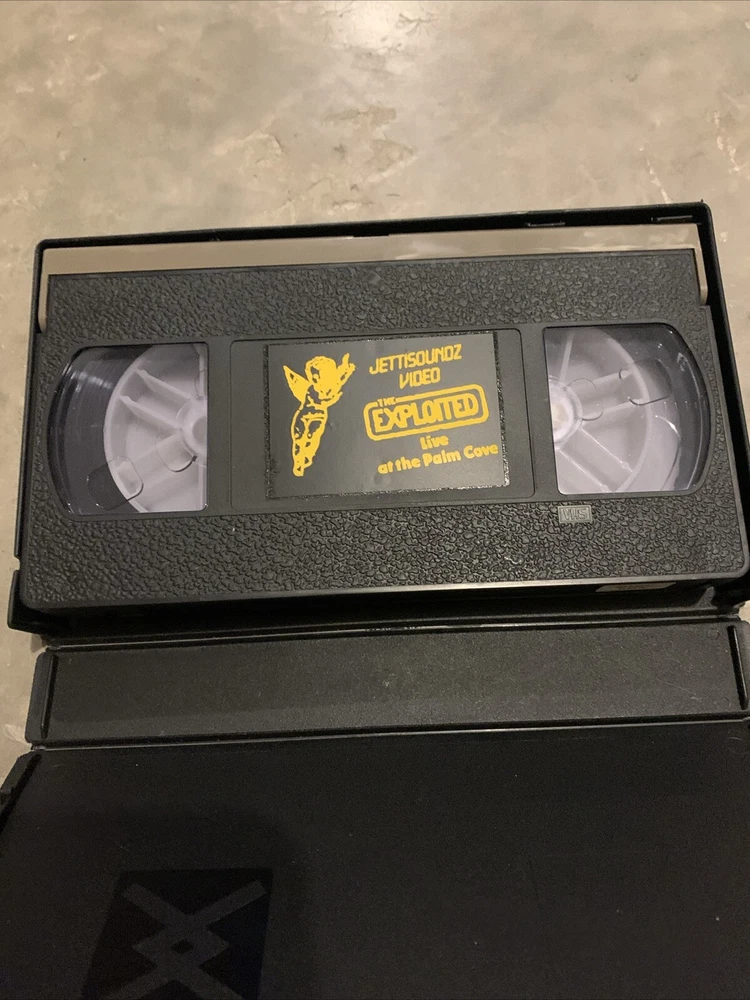 JETTISOUNDZ
VIDEO
THE
EXPLOITED
Live
at the Palm Cove
VHS